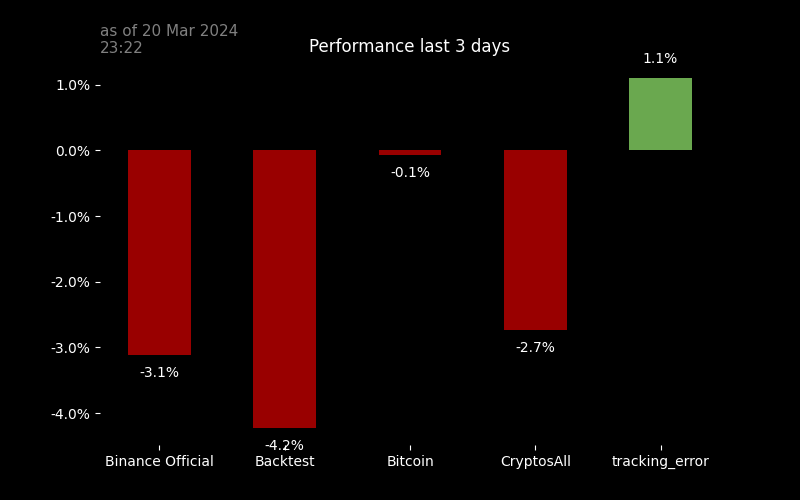 as of 20 Mar 2024
23:22
Performance last 3 days
1.1%
1.0%
0.0%
-0.1%
-1.0%
-2.0%
-2.7%
-3.0%
-3.1%
-4.0%
-4.2%
Binance Official
Backtest
Bitcoin
CryptosAll
tracking_error